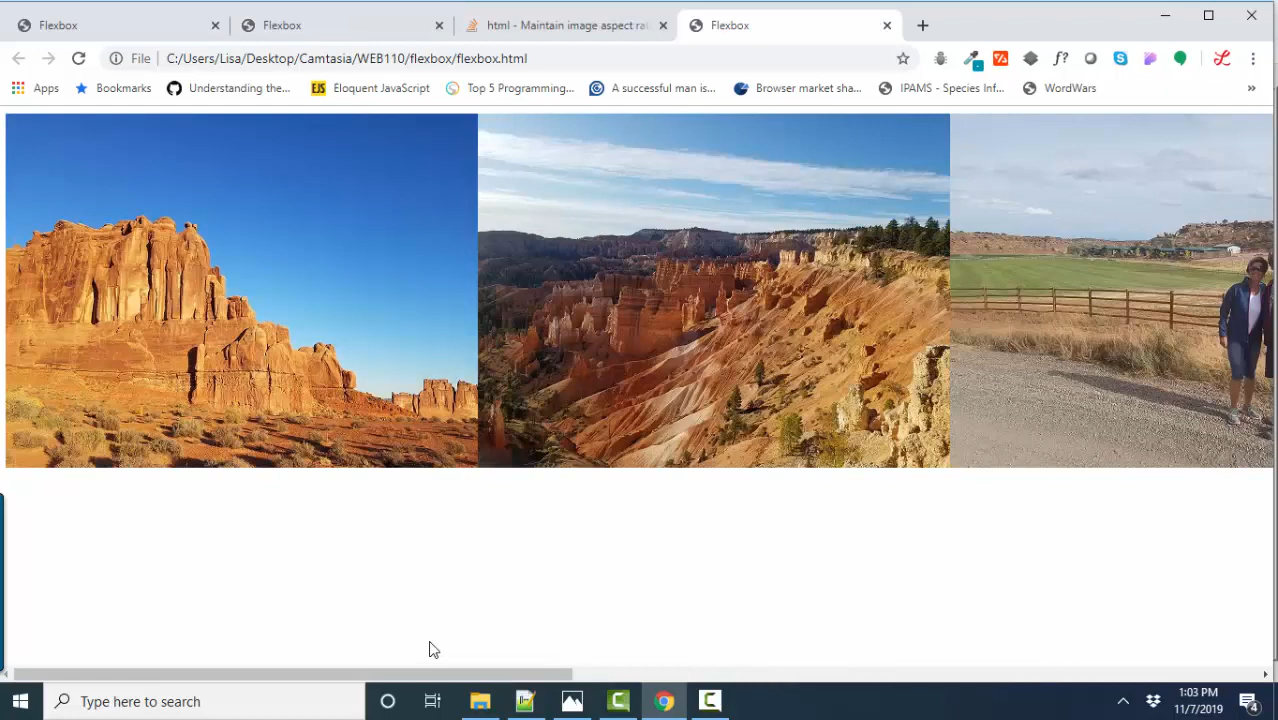 Flexbox
Flexbox
html - Maintain image aspect rat
Flexbox
File
C:/Users/Lisa/Desktop/Camtasia/WEB110/flexbox/flexbox.html
f?
Apps
Bookmarks
Understanding the...
EJS
Eloquent JavaScript
Top 5 Programming...
A successful man is...
Browser market sha...
IPAMS - Species Inf...
WordWars
»
Type here to search
1:03 PM
11/7/2019
4